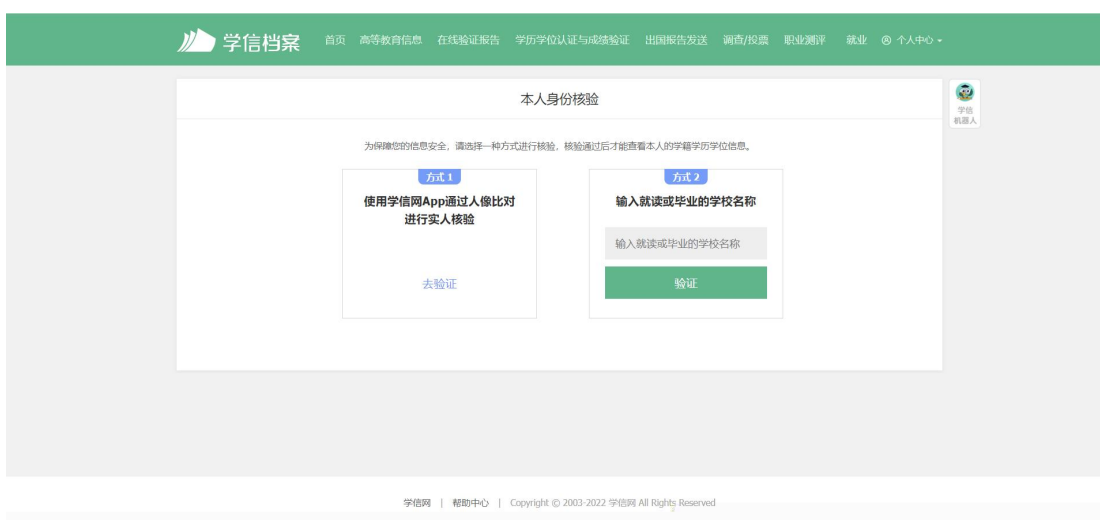 学信档案 首页 高等教育信息 在线验证报告 学历学位认证与成绩验证 出国报告发送 调查/投票 职业测评 就业 个人中心
本人身份核验
学信
机器人
为保障您的信息安全，请选择一种方式进行核验，核验通过后才能查看本人的学籍学历学位信息。
方式 1
使用学信网App通过人像比对
进行实人核验
去验证
方式 2
输入就读或毕业的学校名称
输入就读或毕业的学校名称
验证
学信网 | 帮助中心 | Copyright © 2003-2022 学信网 All Rights Reserved